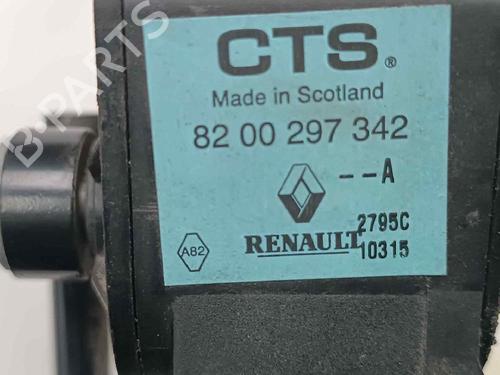 CTS®
Made in Scotland
82 00 297 342
--A
2795C
RENAULT 10315
A82
B-PARTS